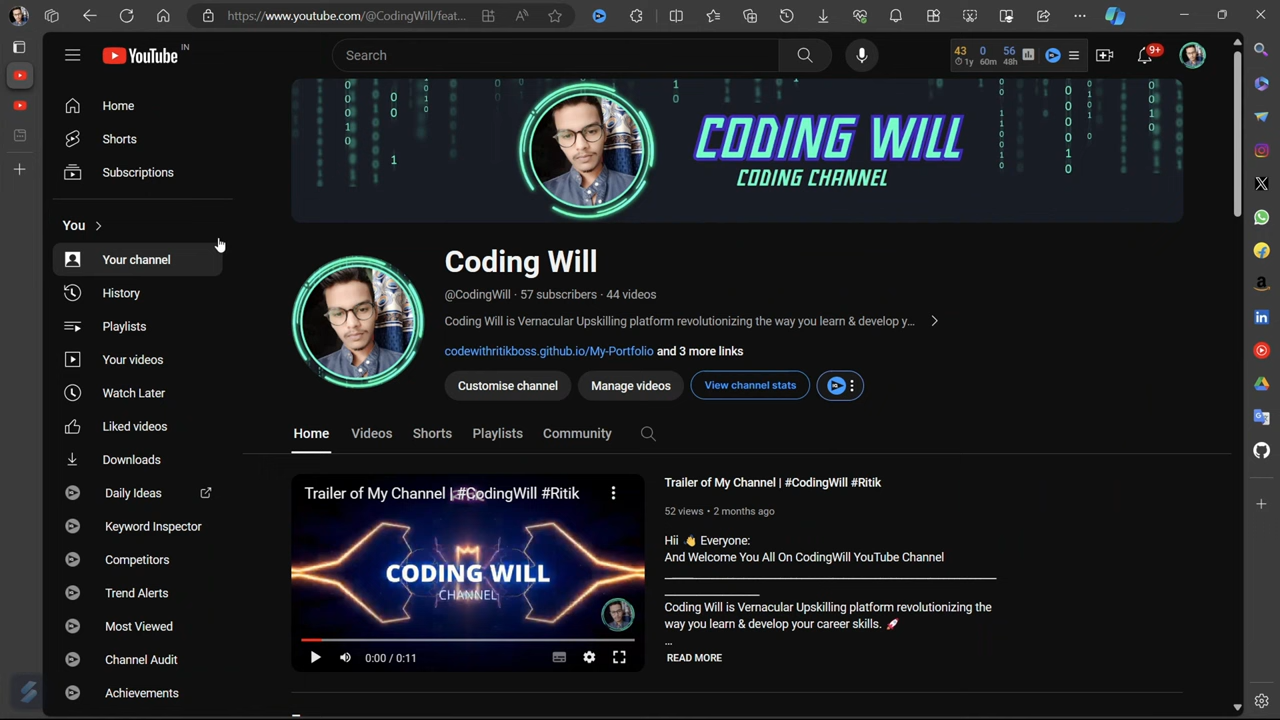 https://www.youtube.com/@CodingWill/feat...
YouTube IN
Search
43 0 56
1y 60m 48h
9+
Home
Shorts
Subscriptions
You
Your channel
History
Playlists
Your videos
Watch Later
Liked videos
Downloads
Daily Ideas
Keyword Inspector
Competitors
Trend Alerts
Most Viewed
Channel Audit
Achievements
CODING WILL
CODING CHANNEL
Coding Will
@CodingWill · 57 subscribers · 44 videos
Coding Will is Vernacular Upskilling platform revolutionizing the way you learn & develop y...
codewithritikboss.github.io/My-Portfolio and 3 more links
Customise channel
Manage videos
View channel stats
Home Videos Shorts Playlists Community
Trailer of My Channel | #CodingWill #Ritik
CODING WILL
CHANNEL
0:00 / 0:11
Trailer of My Channel | #CodingWill #Ritik
52 views • 2 months ago
Hii 👋 Everyone:
And Welcome You All On CodingWill YouTube Channel
Coding Will is Vernacular Upskilling platform revolutionizing the
way you learn & develop your career skills. 🚀
...
READ MORE